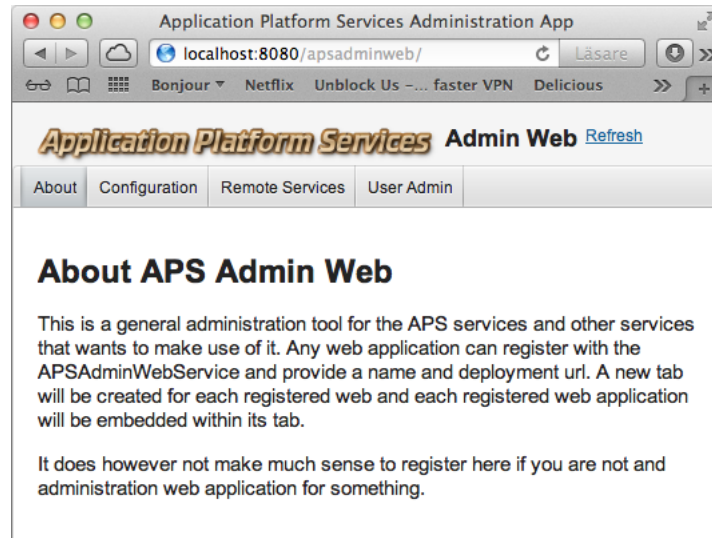 Application Platform Services Administration App
localhost:8080/apsadminweb/ Läsare
Bonjour Netflix Unblock Us –... faster VPN Delicious
Application Platform Services Admin Web Refresh
About Configuration Remote Services User Admin
About APS Admin Web
This is a general administration tool for the APS services and other services
that wants to make use of it. Any web application can register with the
APSAdminWebService and provide a name and deployment url. A new tab
will be created for each registered web and each registered web application
will be embedded within its tab.
It does however not make much sense to register here if you are not and
administration web application for something.